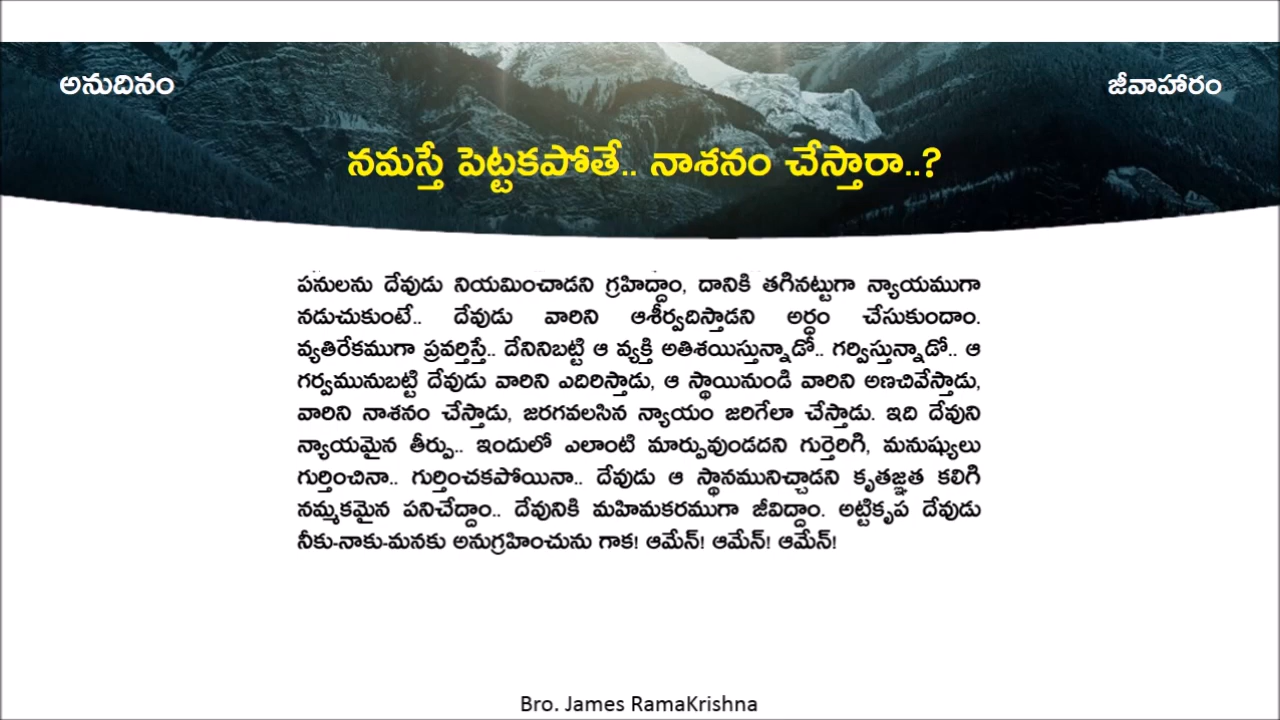 అనుదినం
జీవాహారం
నమస్తే పెట్టకపోతే.. నాశనం చేస్తారా..?
పనులను దేవుడు నియమించాడని గ్రహిద్దాం, దానికి తగినట్టుగా న్యాయముగా
నడుచుకుంటే.. దేవుడు వారిని ఆశీర్వదిస్తాడని అర్ధం చేసుకుందాం.
వ్యతిరేకముగా ప్రవర్తిస్తే.. దేనినిబట్టి ఆ వ్యక్తి అతిశయిస్తున్నాడో.. గర్విస్తున్నాడో.. ఆ
గర్వమునుబట్టి దేవుడు వారిని ఎదిరిస్తాడు, ఆ స్థాయినుండి వారిని అణచివేస్తాడు,
వారిని నాశనం చేస్తాడు, జరగవలసిన న్యాయం జరిగేలా చేస్తాడు. ఇది దేవుని
న్యాయమైన తీర్పు.. ఇందులో ఎలాంటి మార్పువుండదని గుర్తెరిగి, మనుష్యులు
గుర్తించినా.. గుర్తించకపోయినా.. దేవుడు ఆ స్థానమునిచ్చాడని కృతజ్ఞత కలిగి
నమ్మకమైన పనిచేద్దాం.. దేవునికి మహిమకరముగా జీవిద్దాం. అట్టికృప దేవుడు
నీకు-నాకు-మనకు అనుగ్రహించును గాక! ఆమేన్! ఆమేన్! ఆమేన్!
Bro. James RamaKrishna